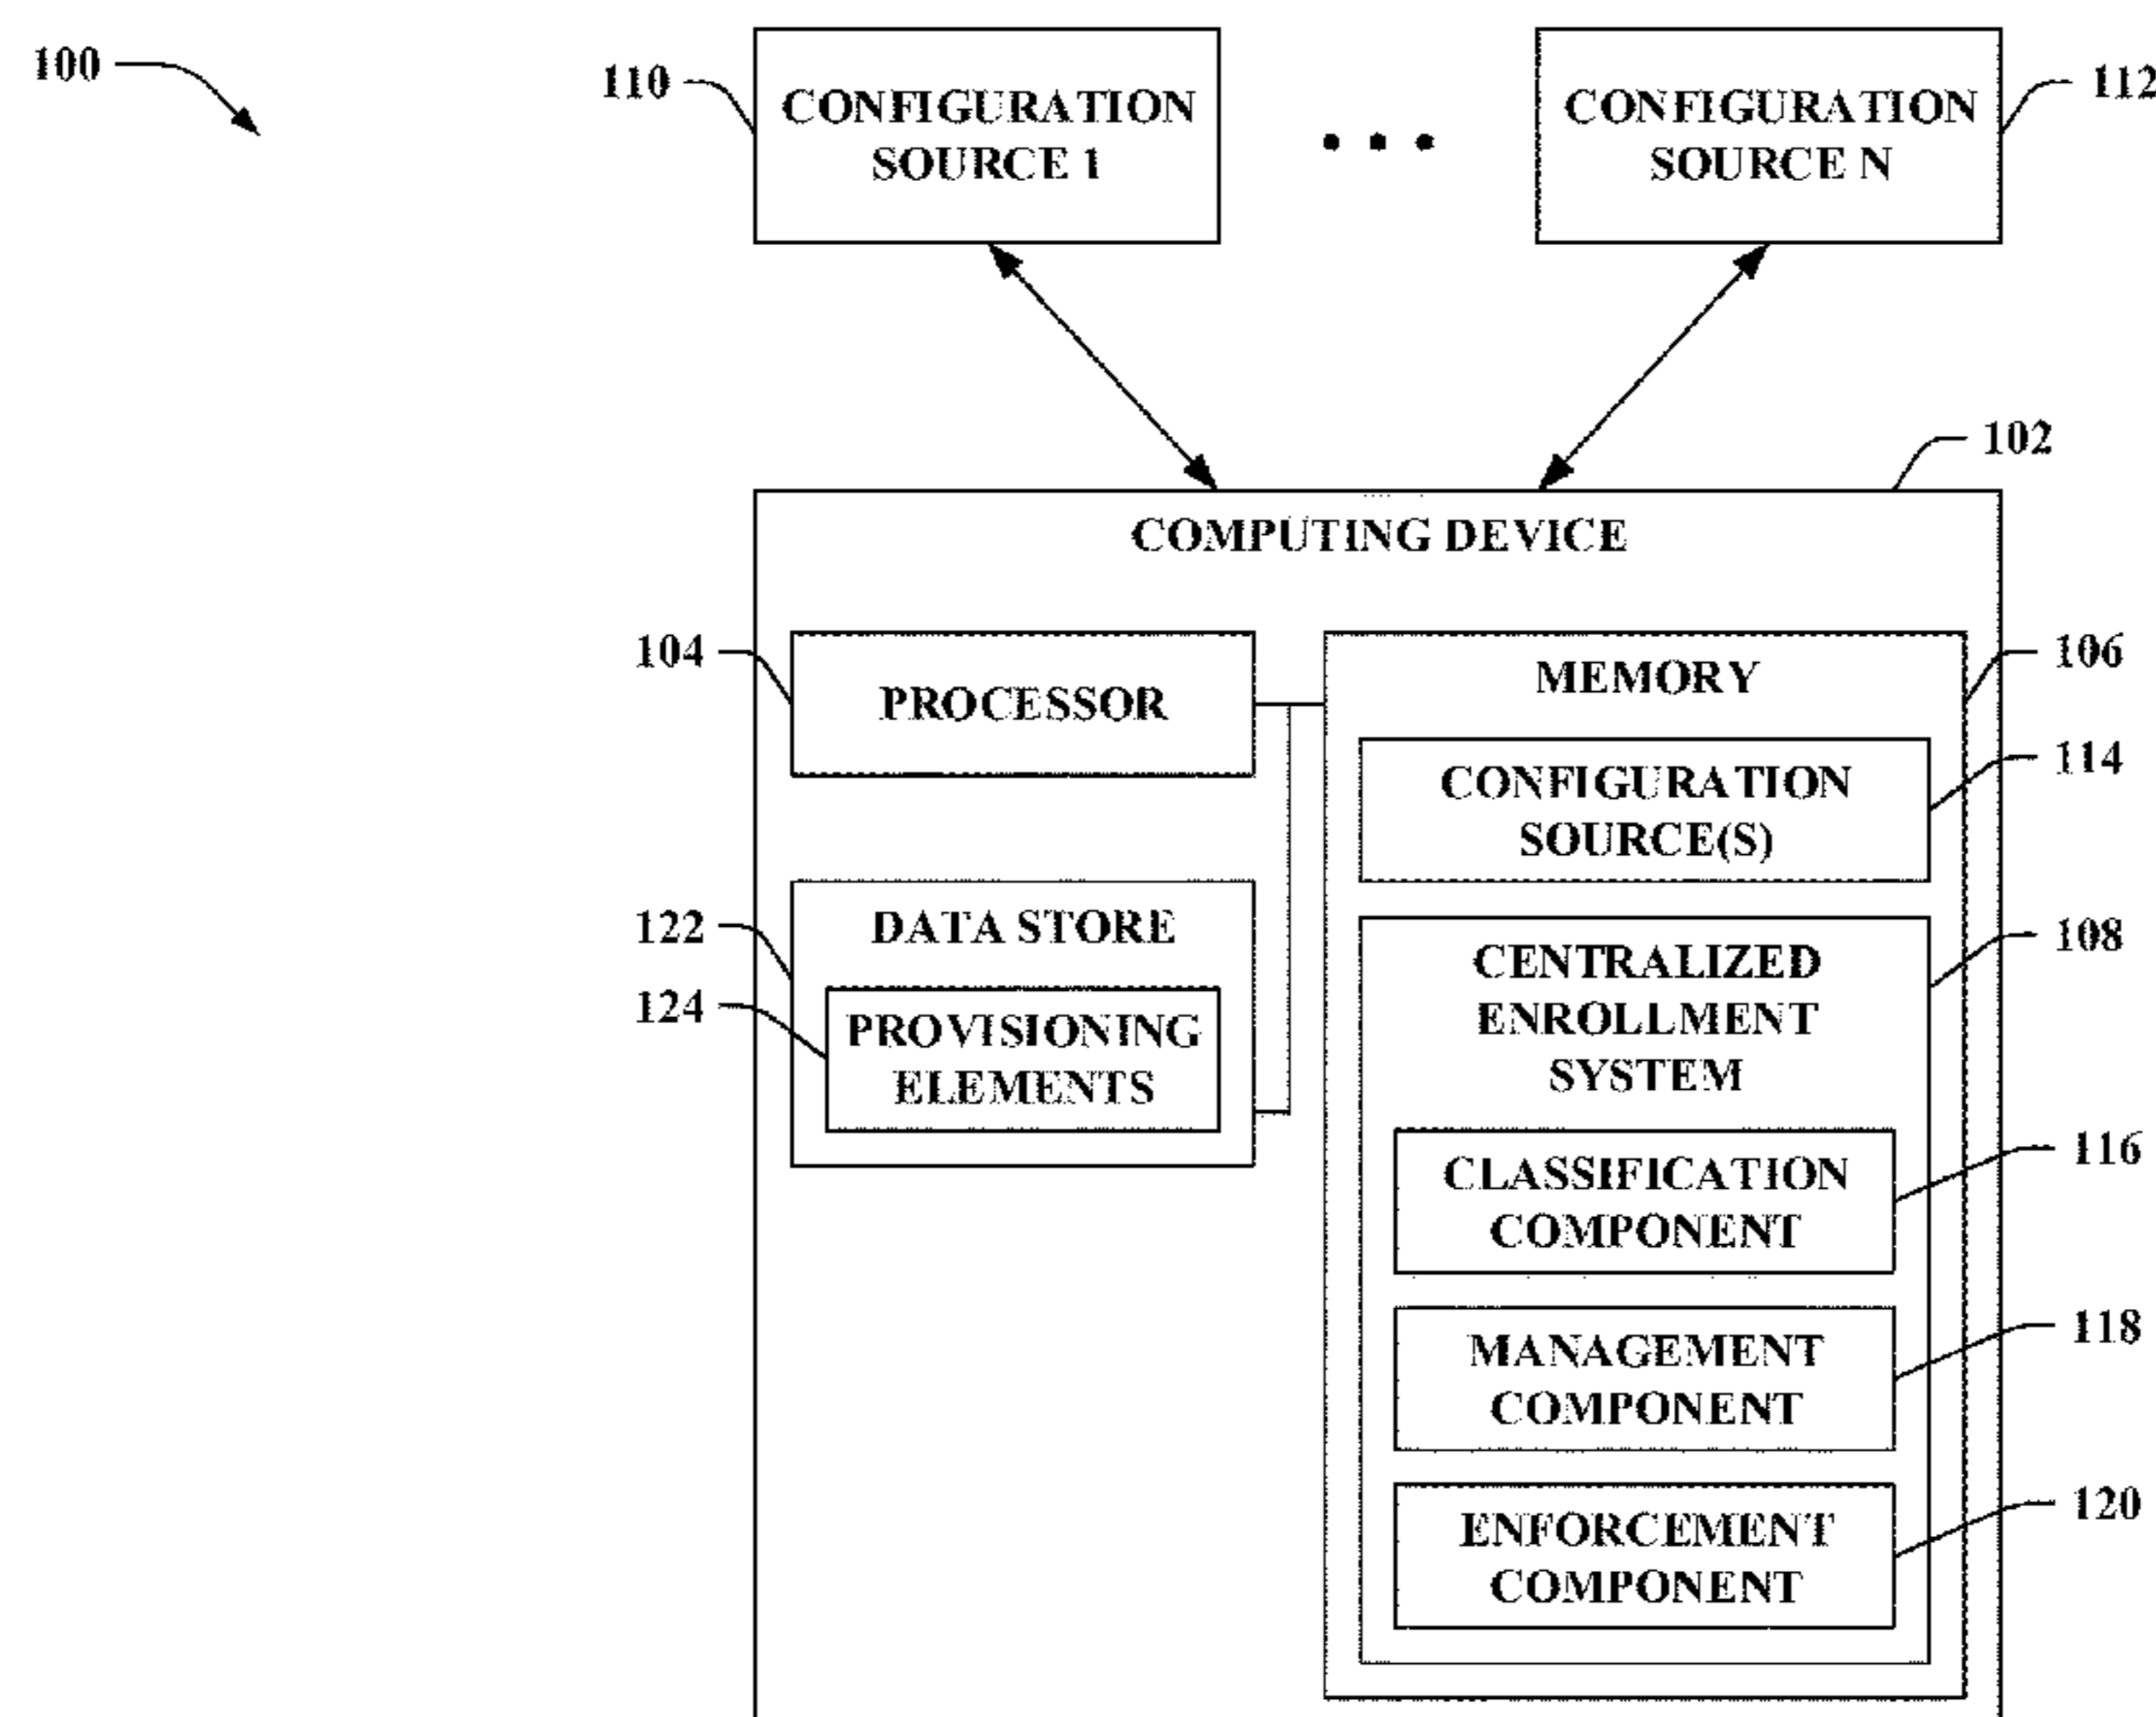 100
110
CONFIGURATION
SOURCE 1
CONFIGURATION
SOURCE N
112
102
COMPUTING DEVICE
104
PROCESSOR
MEMORY
106
CONFIGURATION
SOURCE(S)
114
122
DATA STORE
124
PROVISIONING
ELEMENTS
CENTRALIZED
ENROLLMENT
SYSTEM
108
CLASSIFICATION
COMPONENT
116
MANAGEMENT
COMPONENT
118
ENFORCEMENT
COMPONENT
120